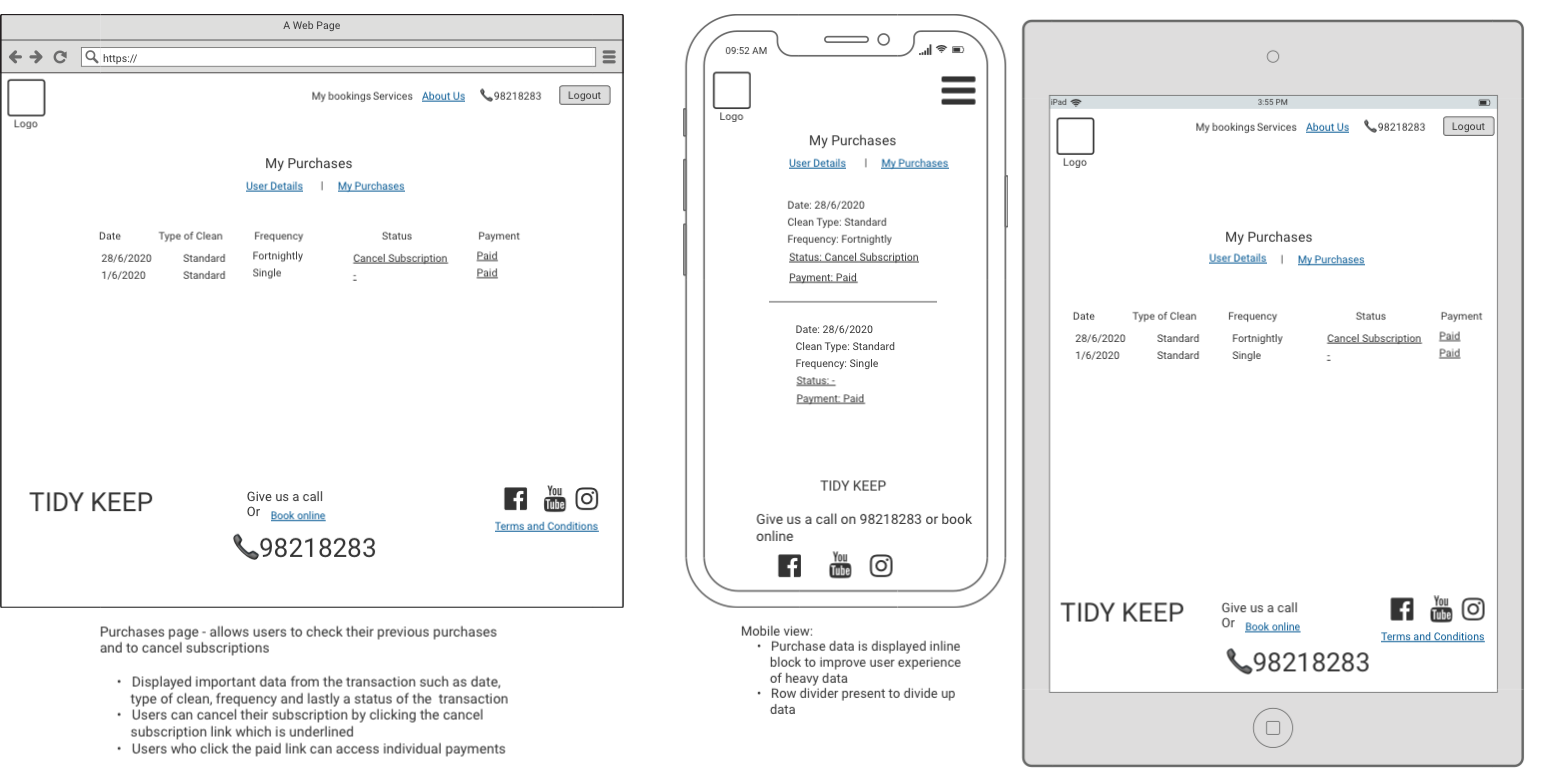 A Web Page
https://
Logo
My bookings Services About Us 98218283 Logout
My Purchases
User Details | My Purchases
Date Type of Clean Frequency Status Payment
28/6/2020 Standard Fortnightly Cancel Subscription Paid
1/6/2020 Standard Single - Paid
TIDY KEEP
Give us a call
Or Book online
98218283
You
Tube
Terms and Conditions
Purchases page - allows users to check their previous purchases
and to cancel subscriptions
• Displayed important data from the transaction such as date,
type of clean, frequency and lastly a status of the transaction
• Users can cancel their subscription by clicking the cancel
subscription link which is underlined
• Users who click the paid link can access individual payments
09:52 AM
Logo
My Purchases
User Details | My Purchases
Date: 28/6/2020
Clean Type: Standard
Frequency: Fortnightly
Status: Cancel Subscription
Payment: Paid
Date: 28/6/2020
Clean Type: Standard
Frequency: Single
Status: -
Payment: Paid
TIDY KEEP
Give us a call on 98218283 or book
online
You
Tube
Mobile view:
• Purchase data is displayed inline
block to improve user experience
of heavy data
• Row divider present to divide up
data
iPad 3:55 PM
Logo
My bookings Services About Us 98218283 Logout
My Purchases
User Details | My Purchases
Date Type of Clean Frequency Status Payment
28/6/2020 Standard Fortnightly Cancel Subscription Paid
1/6/2020 Standard Single - Paid
TIDY KEEP
Give us a call
Or Book online
98218283
You
Tube
Terms and Conditions